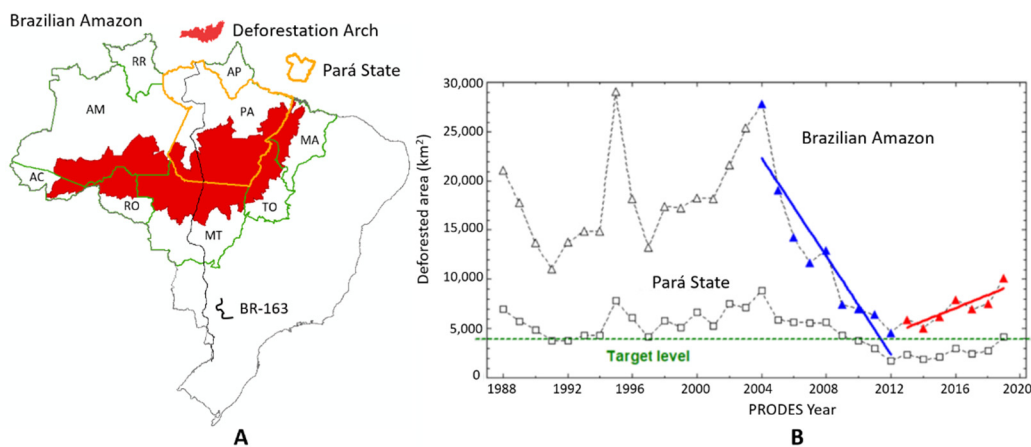 Brazilian Amazon
Deforestation Arch
Pará State
RR
AP
AM
PA
MA
AC
RO
TO
MT
BR-163
A
30,000
25,000
20,000
15,000
10,000
5,000
0
Deforested area (km²)
Brazilian Amazon
Pará State
Target level
1988 1992 1996 2000 2004 2008 2012 2016 2020
PRODES Year
B